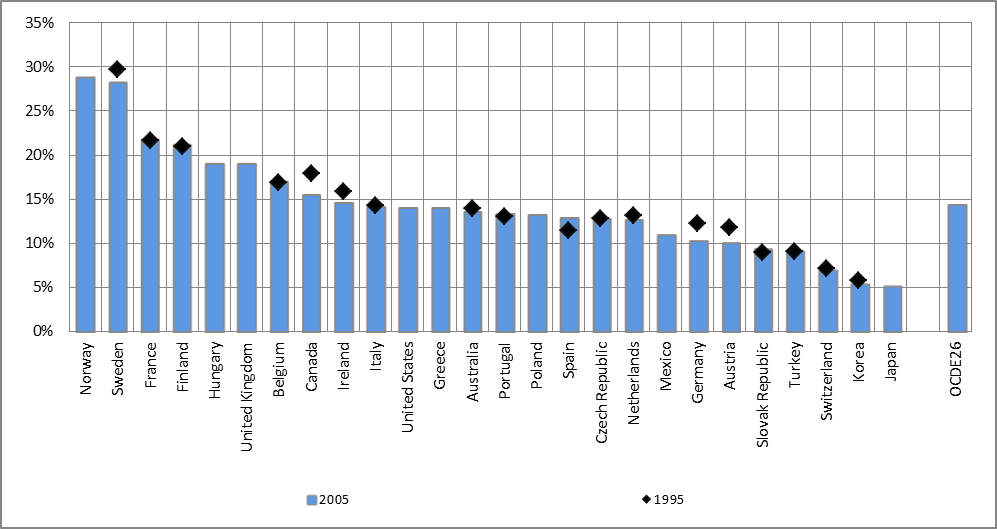 35%
30%
25%
20%
15%
10%
5%
0%
Norway
Sweden
France
Finland
Hungary
United Kingdom
Belgium
Canada
Ireland
Italy
United States
Greece
Australia
Portugal
Poland
Spain
Czech Republic
Netherlands
Mexico
Germany
Austria
Slovak Republic
Turkey
Switzerland
Korea
Japan
OCDE26
2005
1995